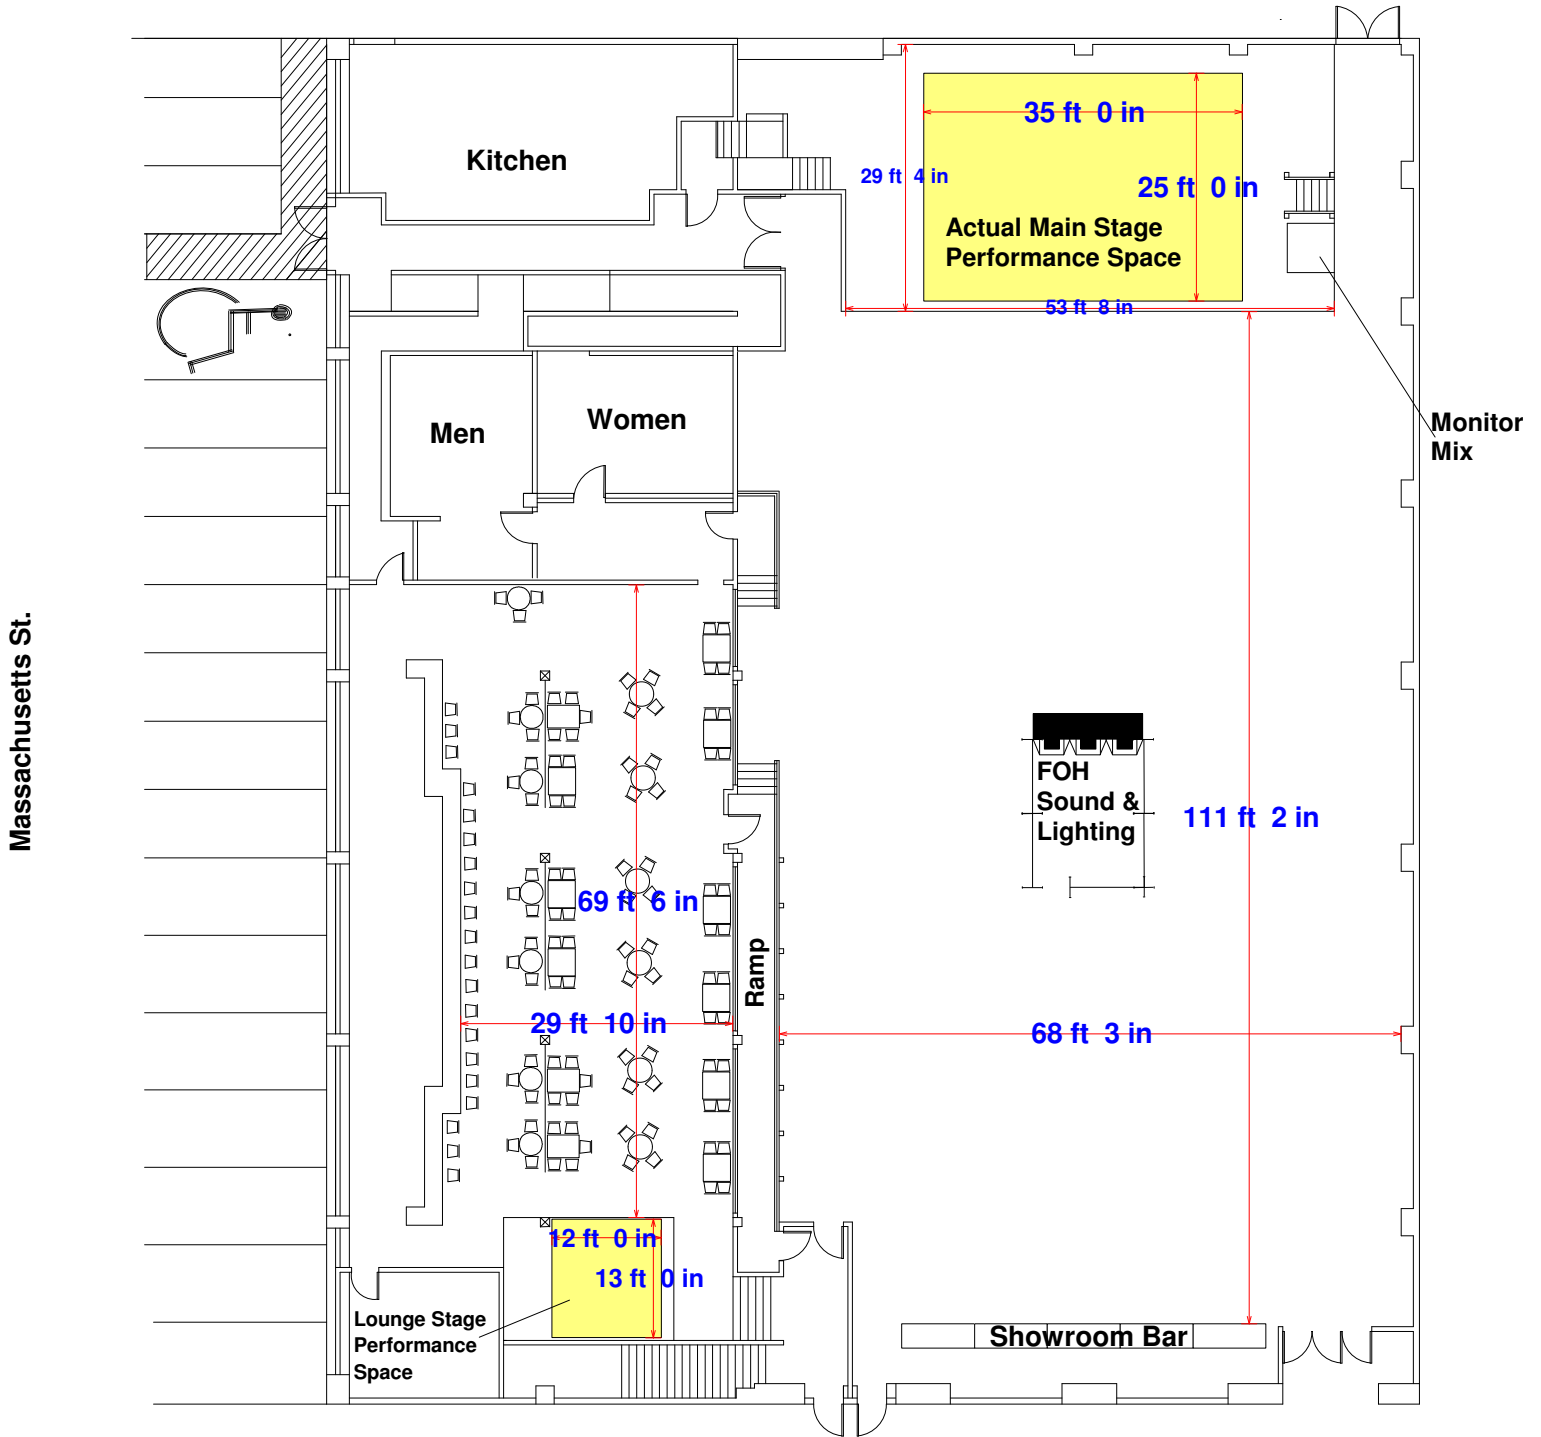 35 ft 0 in
Kitchen
29 ft 4 in
25 ft 0 in
Actual Main Stage
Performance Space
53 ft 8 in
Men
Women
Monitor
Mix
Massachusetts St.
FOH
Sound &
Lighting
111 ft 2 in
69 ft 6 in
Ramp
29 ft 10 in
68 ft 3 in
12 ft 0 in
13 ft 0 in
Lounge Stage
Performance
Space
Showroom Bar